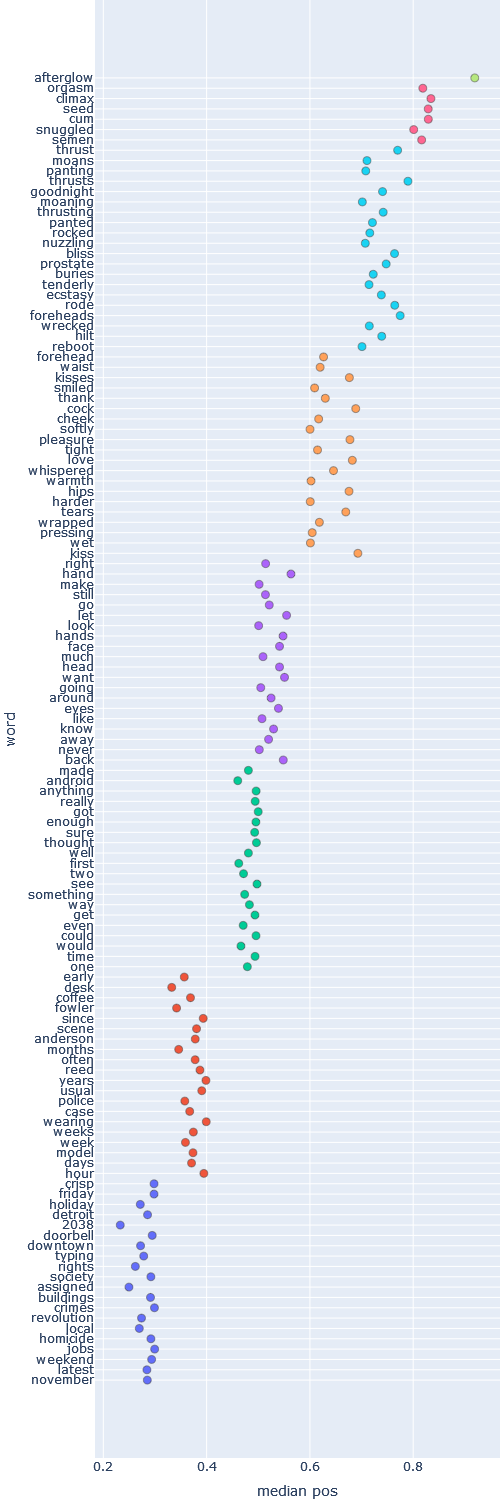 afterglow
orgasm
climax
seed
cum
snuggled
semen
thrust
moans
panting
thrusts
goodnight
moaning
thrusting
panted
rocked
nuzzling
bliss
prostate
buries
tenderly
ecstasy
rode
foreheads
wrecked
hilt
reboot
forehead
waist
kisses
smiled
thank
cock
cheek
softly
pleasure
tight
love
whispered
warmth
hips
harder
tears
wrapped
pressing
wet
kiss
right
hand
make
still
go
let
look
hands
face
much
head
want
going
around
eyes
like
know
away
never
back
made
android
anything
really
got
enough
sure
thought
well
first
two
see
something
way
get
even
could
would
time
one
early
desk
coffee
fowler
since
scene
anderson
months
often
reed
years
usual
police
case
wearing
weeks
week
model
days
hour
crisp
friday
holiday
detroit
2038
doorbell
downtown
typing
rights
society
assigned
buildings
crimes
revolution
local
homicide
jobs
weekend
latest
november
word
0.2 0.4 0.6 0.8
median pos